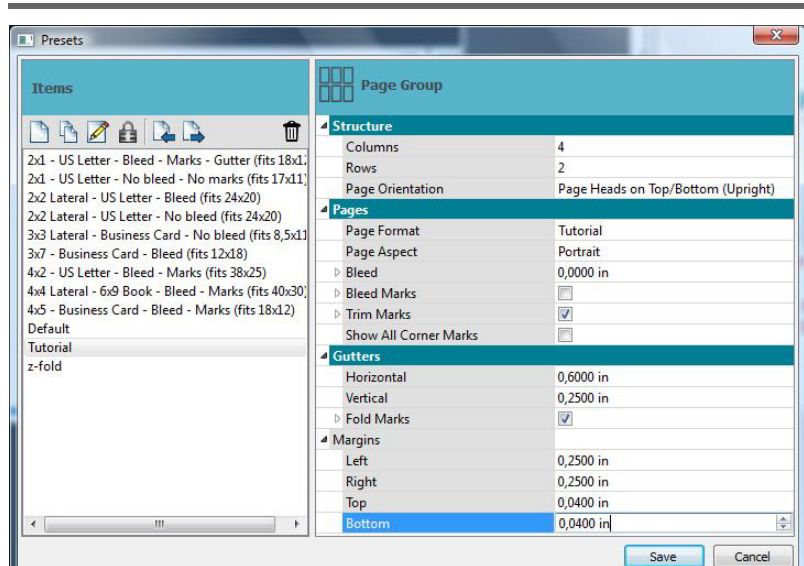 Presets
Items
Page Group
2x1 - US Letter - Bleed - Marks - Gutter (fits 18x1
2x1 - US Letter - No bleed - No marks (fits 17x11)
2x2 Lateral - US Letter - Bleed (fits 24x20)
2x2 Lateral - US Letter - No bleed (fits 24x20)
3x3 Lateral - Business Card - No bleed (fits 8,5x11
3x7 - Business Card - Bleed (fits 12x18)
4x2 - US Letter - Bleed - Marks (fits 38x25)
4x4 Lateral - 6x9 Book - Bleed - Marks (fits 40x30)
4x5 - Business Card - Bleed - Marks (fits 18x12)
Default
Tutorial
z-fold
Structure
Columns 4
Rows 2
Page Orientation Page Heads on Top/Bottom (Upright)
Pages
Page Format Tutorial
Page Aspect Portrait
Bleed 0,0000 in
Bleed Marks
Trim Marks
Show All Corner Marks
Gutters
Horizontal 0,6000 in
Vertical 0,2500 in
Fold Marks
Margins
Left 0,2500 in
Right 0,2500 in
Top 0,0400 in
Bottom 0,0400 in
Save Cancel